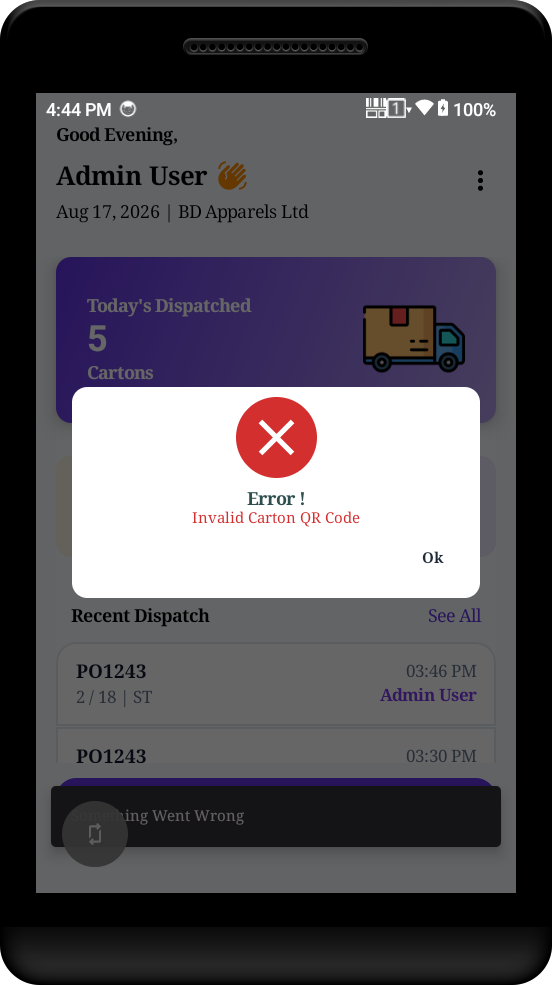 4:44 PM
1
100%
Good Evening,
Admin User 👋
Aug 17, 2026 | BD Apparels Ltd
Today's Dispatched
5
Cartons
Error !
Invalid Carton QR Code
Ok
Recent Dispatch
See All
PO1243
03:46 PM
2 / 18 | ST
Admin User
PO1243
03:30 PM
Something Went Wrong